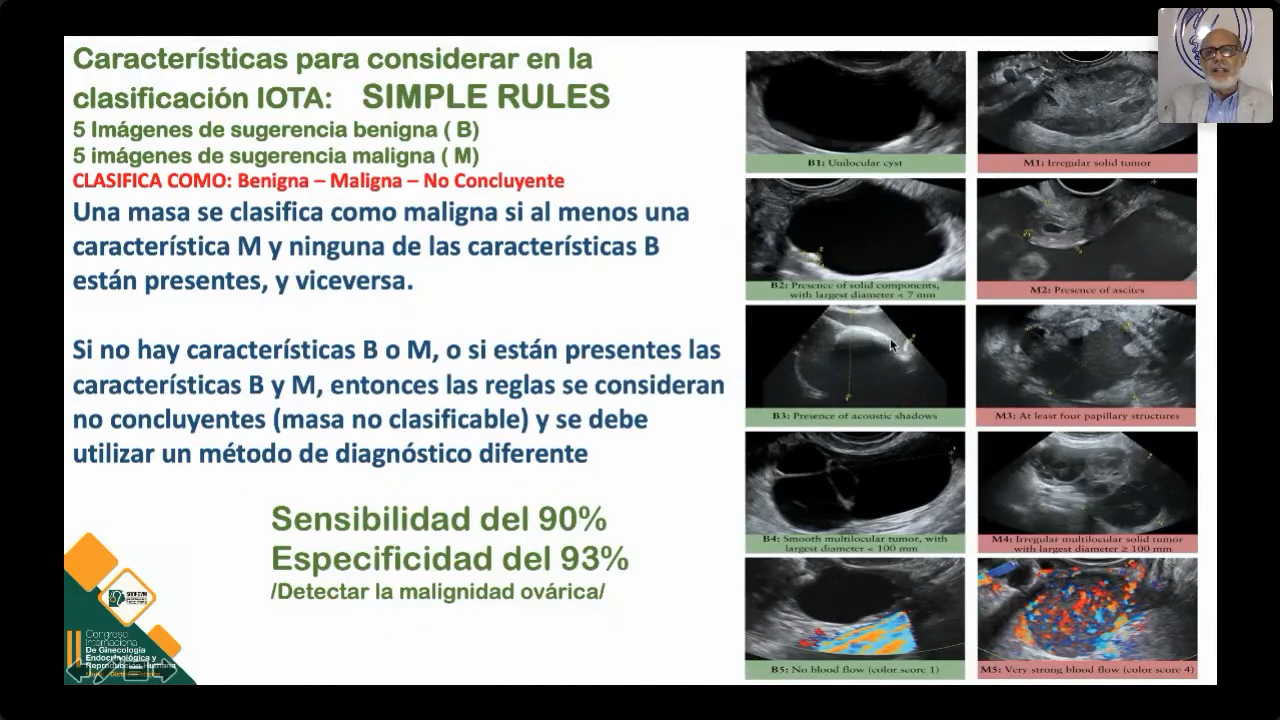 Características para considerar en la
clasificación IOTA: SIMPLE RULES
5 Imágenes de sugerencia benigna ( B)
5 imágenes de sugerencia maligna ( M)
CLASIFICA COMO: Benigna – Maligna – No Concluyente
Una masa se clasifica como maligna si al menos una
característica M y ninguna de las características B
están presentes, y viceversa.
Si no hay características B o M, o si están presentes las
características B y M, entonces las reglas se consideran
no concluyentes (masa no clasificable) y se debe
utilizar un método de diagnóstico diferente
Sensibilidad del 90%
Especificidad del 93%
/Detectar la malignidad ovárica/
B1: Unilocular cyst
M1: Irregular solid tumor
B2: Presence of solid components,
with largest diameter < 7 mm
M2: Presence of ascites
B3: Presence of acoustic shadows
M3: At least four papillary structures
B4: Smooth multilocular tumor, with
largest diameter < 100 mm
M4: Irregular multilocular solid tumor
with largest diameter ≥ 100 mm
B5: No blood flow (color score 1)
M5: Very strong blood flow (color score 4)
Congreso
Internaciona
De Ginecología
Endocrinológica y
Reproducción Humana